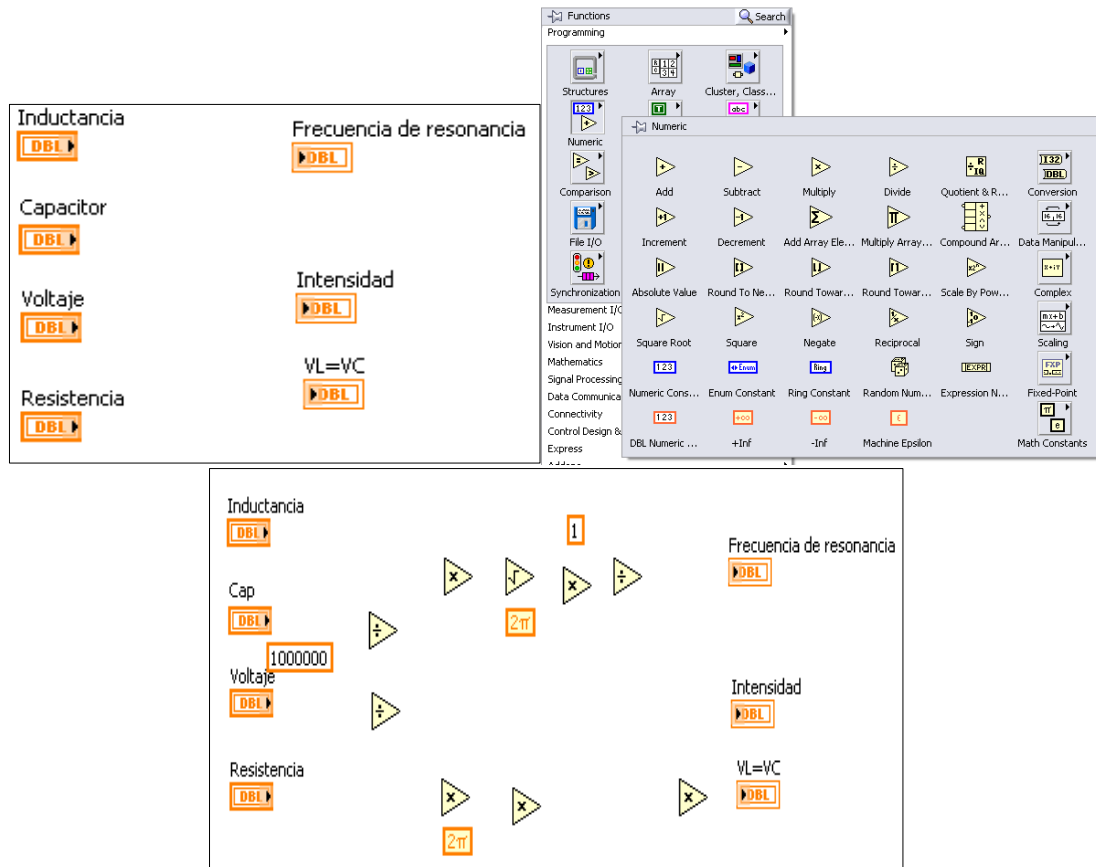 Inductancia
DBL
Frecuencia de resonancia
DBL
Capacitor
DBL
Intensidad
DBL
Voltaje
DBL
VL=VC
DBL
Resistencia
DBL
Functions
Search
Programming
Structures
Array
Cluster, Class...
Numeric
Comparison
File I/O
Synchronization
Measurement I/O
Instrument I/O
Vision and Motion
Mathematics
Signal Processing
Data Communica
Connectivity
Control Design &
Express
Numeric
Add
Subtract
Multiply
Divide
Quotient & R...
Conversion
Increment
Decrement
Add Array Ele...
Multiply Array...
Compound Ar...
Data Manipul...
Absolute Value
Round To Ne...
Round Towar...
Round Towar...
Scale By Pow...
Complex
Square Root
Square
Negate
Reciprocal
Sign
Scaling
Numeric Cons...
Enum Constant
Ring Constant
Random Num...
Expression N...
Fixed-Point
DBL Numeric ...
+Inf
-Inf
Machine Epsilon
Math Constants
Inductancia
DBL
1
Frecuencia de resonancia
DBL
Cap
DBL
2π
1000000
Voltaje
DBL
Intensidad
DBL
Resistencia
DBL
VL=VC
DBL
2π